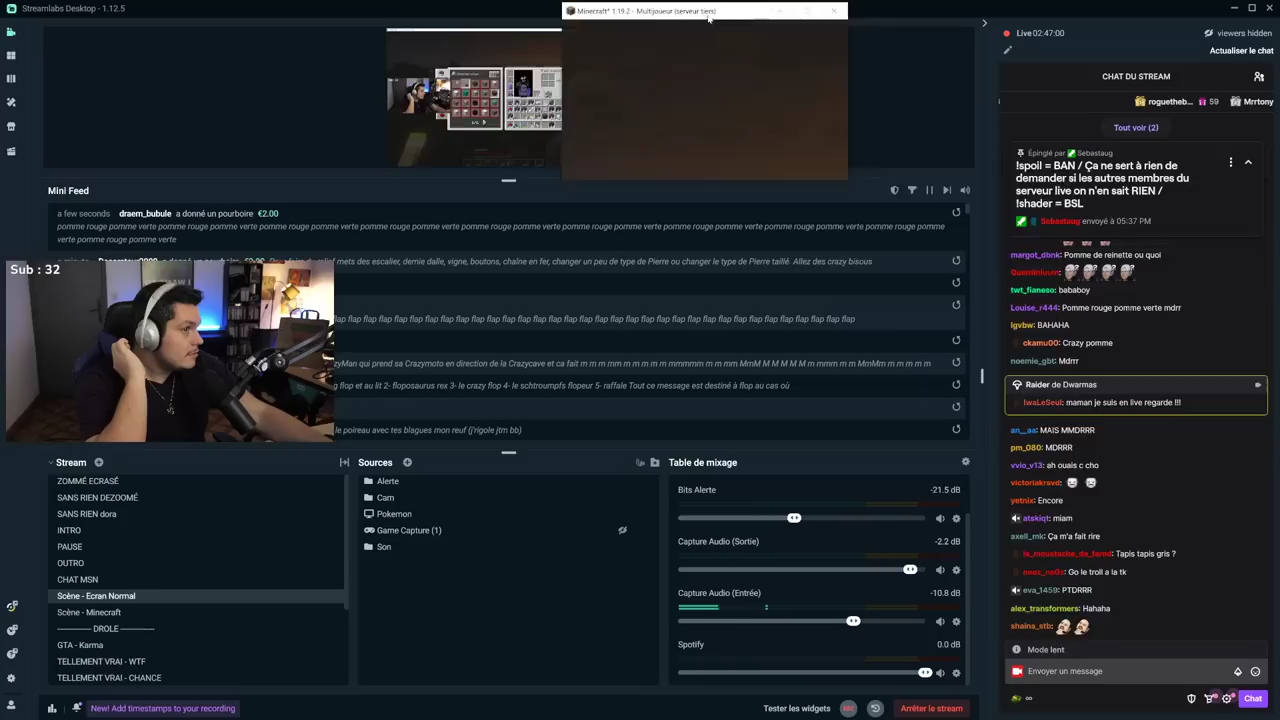 Streamlabs Desktop - 1.12.5
Minecraft* 1.19.2 - Multijoueur (serveur tiers)
Live 02:47:00
viewers hidden
Actualiser le chat
CHAT DU STREAM
rogueheb...
59
Mrrtony
Tout voir (2)
Épinglé par Sebastaug
!spoil = BAN / Ça ne sert à rien de
demander si les autres membres du
serveur live on n'en sait RIEN /
!shader = BSL
Sebastaug envoyé à 05:37 PM
margot_dbnk: Pomme de reinette ou quoi
twt_fianeso: bababoy
Louise_r444: Pomme rouge pomme verte mdrr
lgvbw: BAHAHA
ckamu00: Crazy pomme
noemie_gbt: Mdrrr
Raider de Dwarmas
IwaLeSeul: maman je suis en live regarde !!!
an__aa: MAIS MMDRRR
pm_080: MDRRR
vvio_v13: ah ouais c cho
victoriakrsvd:
yetnix: Encore
atskiqt: miam
axell_mk: Ça m'a fait rire
Tapis tapis gris ?
Go le troll a la tk
eva_1459: PTDRRR
alex_transformers: Hahaha
shaina_stb:
Mode lent
Envoyer un message
Chat
Mini Feed
a few seconds draem_bubule a donné un pourboire €2.00
pomme rouge pomme verte pomme rouge pomme verte pomme rouge pomme verte pomme rouge pomme verte pomme rouge pomme verte pomme rouge pomme verte pomme rouge pomme verte pomme rouge
verte pomme rouge pomme verte
mets des escalier, demie dalle, vigne, boutons, chaîne en fer, changer un peu de type de Pierre ou changer le type de Pierre taillé. Allez des crazy bisous
Sub : 3
flap flap flap flap flap flap flap flap flap flap flap flap flap flap flap flap flap flap flap flap flap flap flap flap flap flap flap flap flap flap flap
zyMan qui prend sa Crazymoto en direction de la Crazycave et ca fait m m m mm m mmm m m mmmmm m m MmM M M M M m mmm m m MmMm m m m m
flop et au lit 2- floposaurus rex 3- le crazy flop 4- le schtroumpfs flopeur 5- raffale Tout ce message est destiné à flop au cas où
le poireau avec tes blagues mon reuf (j'rigole jtm bb)
Stream
ZOMMÉ ECRASÉ
SANS RIEN DEZOOMÉ
SANS RIEN dora
INTRO
PAUSE
OUTRO
CHAT MSN
Scène - Ecran Normal
Scène - Minecraft
---------- DROLE ----------
GTA - Karma
TELLEMENT VRAI - WTF
TELLEMENT VRAI - CHANCE
Sources
Alerte
Cam
Pokemon
Game Capture (1)
Son
Table de mixage
Bits Alerte -21.5 dB
Capture Audio (Sortie) -2.2 dB
Capture Audio (Entrée) -10.8 dB
Spotify 0.0 dB
New! Add timestamps to your recording
Tester les widgets
REC
Arrêter le stream